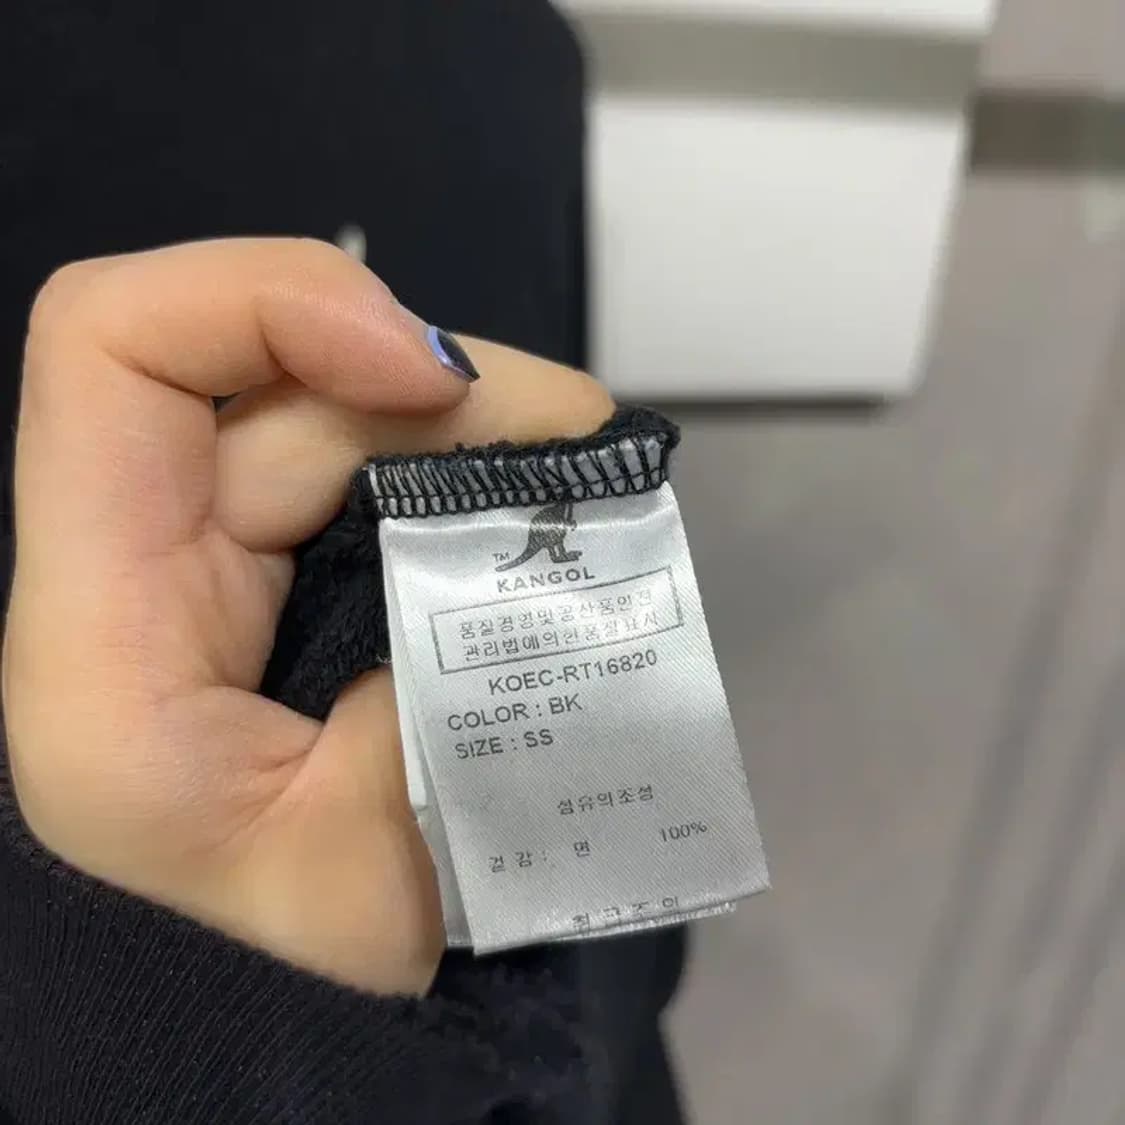 ™
KANGOL
품질경영및공산품안전
관리법에의한품질표시
KOEC-RT16820
COLOR : BK
SIZE : SS
섬유의조성
겉 감 : 면 100%